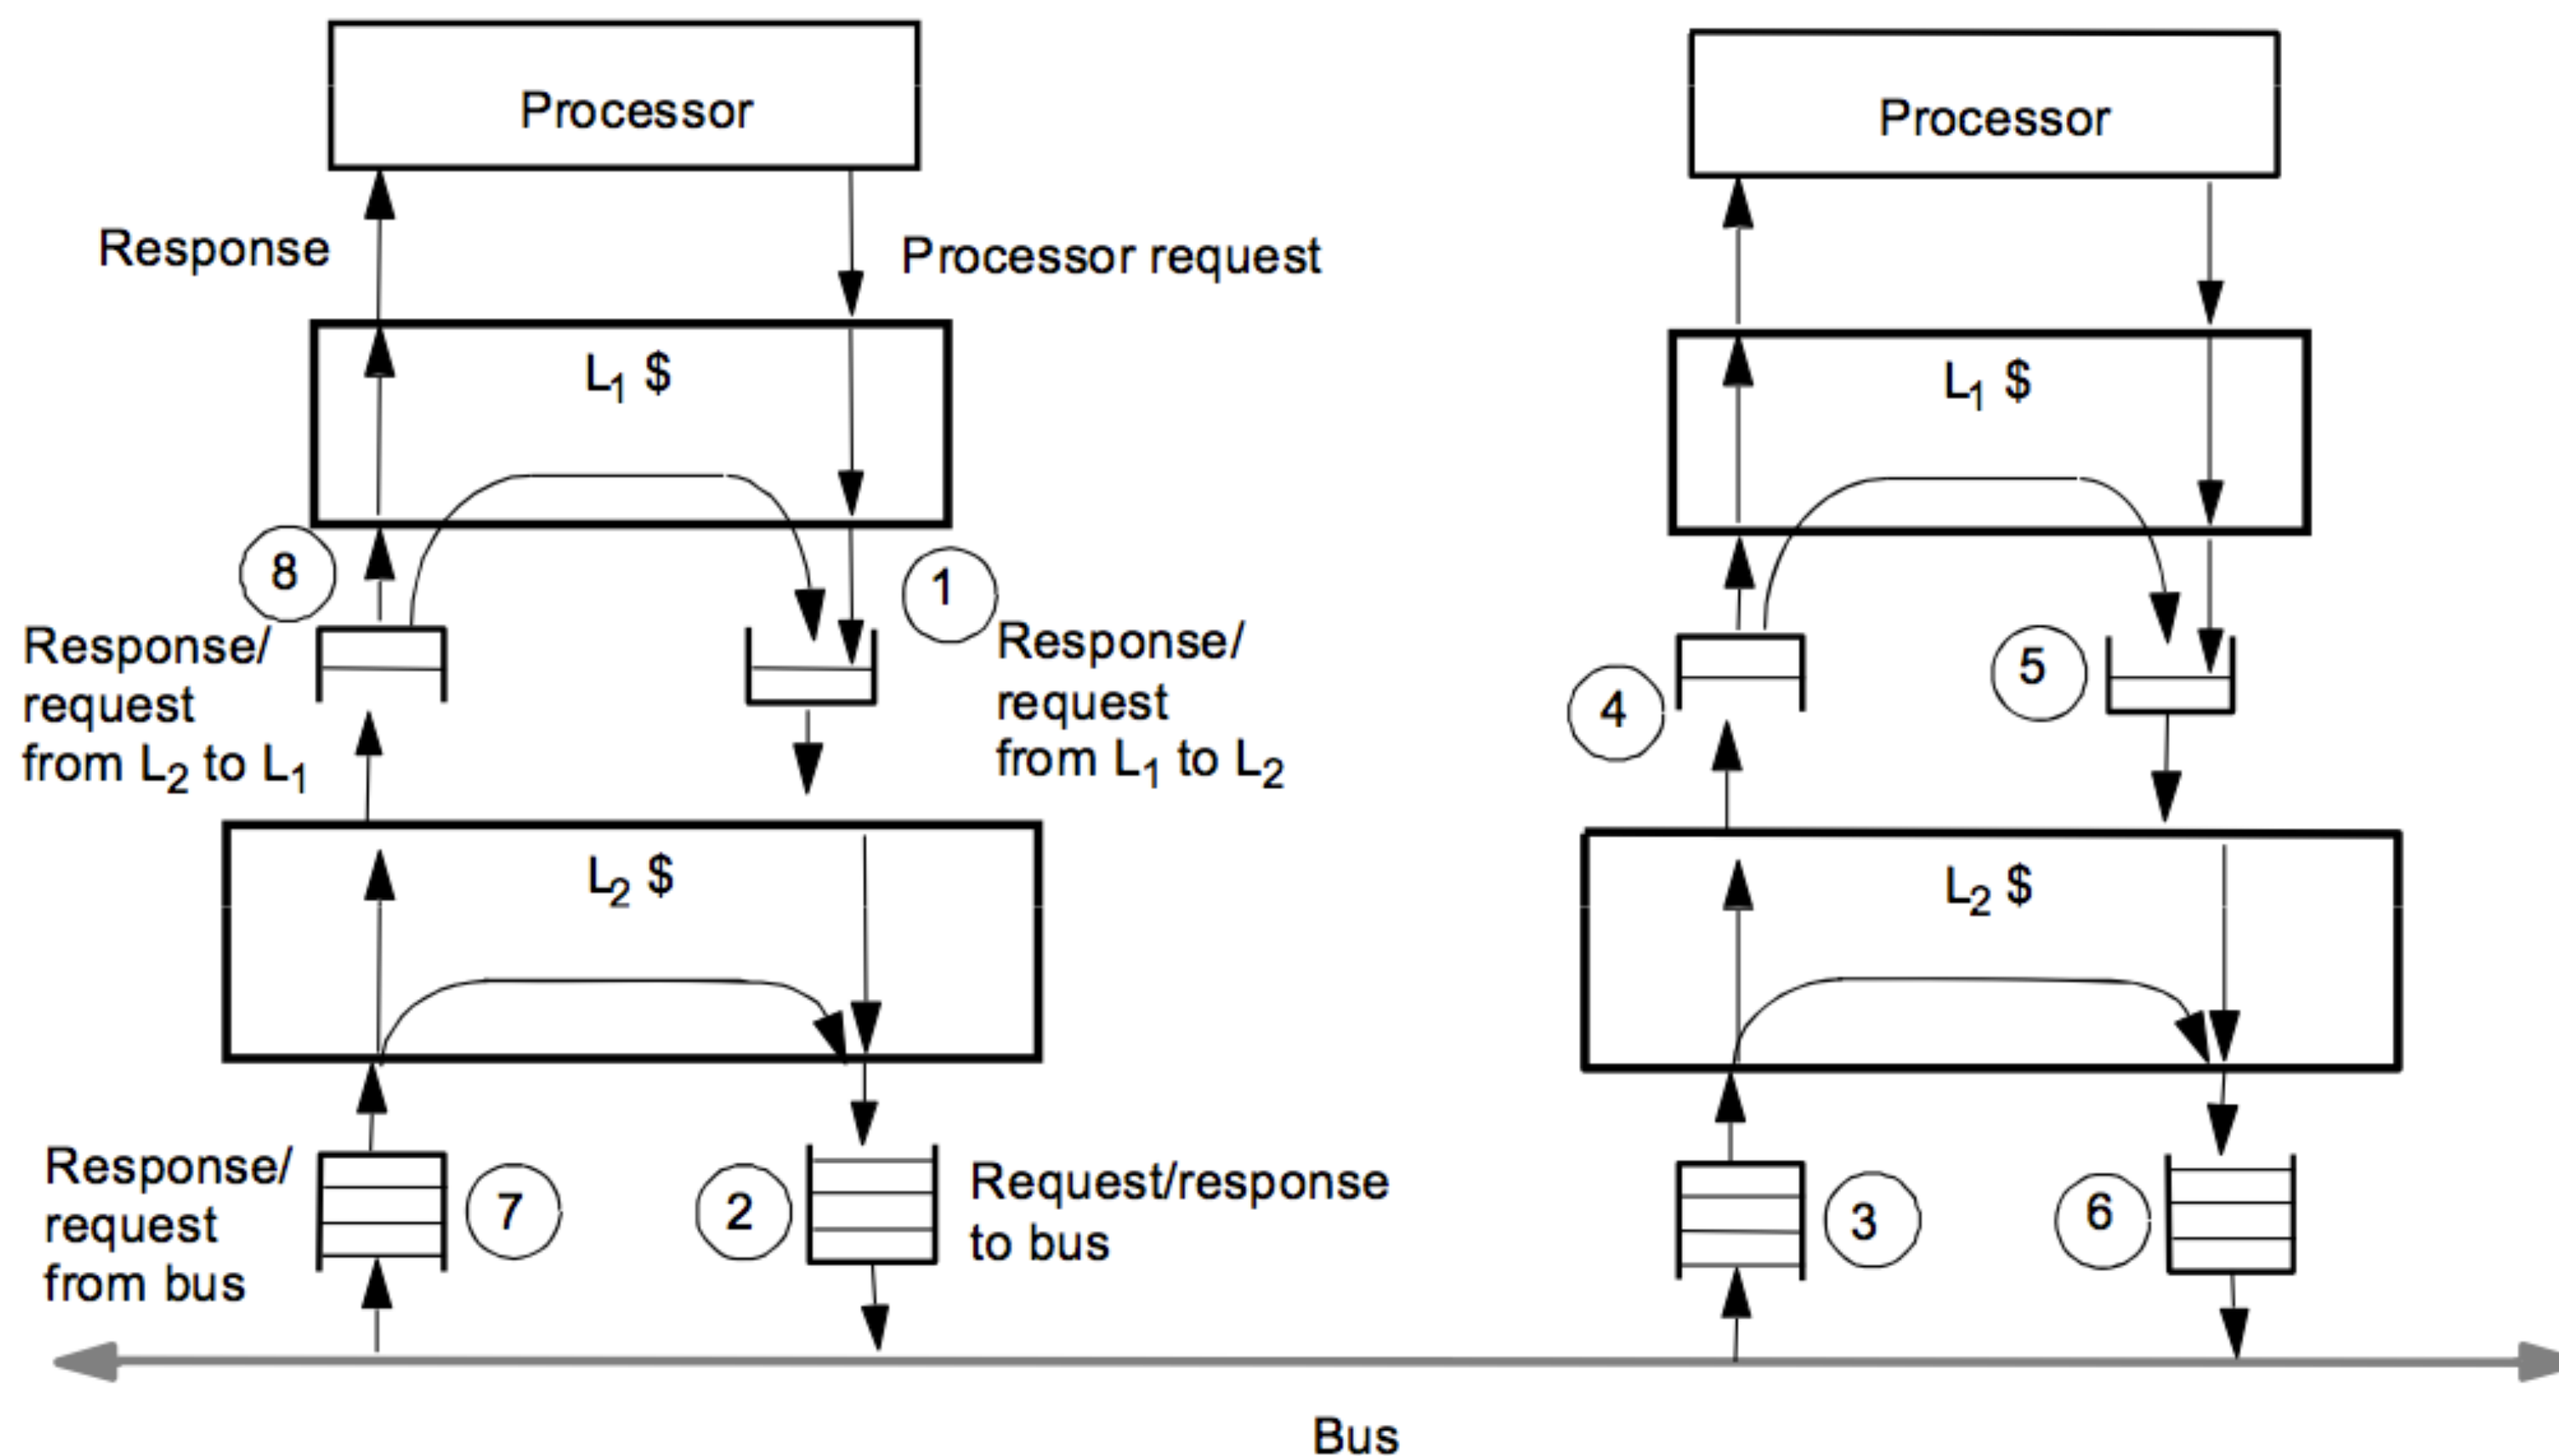 Processor
Processor
Response
Processor request
L1 $
L1 $
8
1
Response/
request
from L2 to L1
Response/
request
from L1 to L2
4
5
L2 $
L2 $
Response/
request
from bus
7
2
Request/response
to bus
3
6
Bus